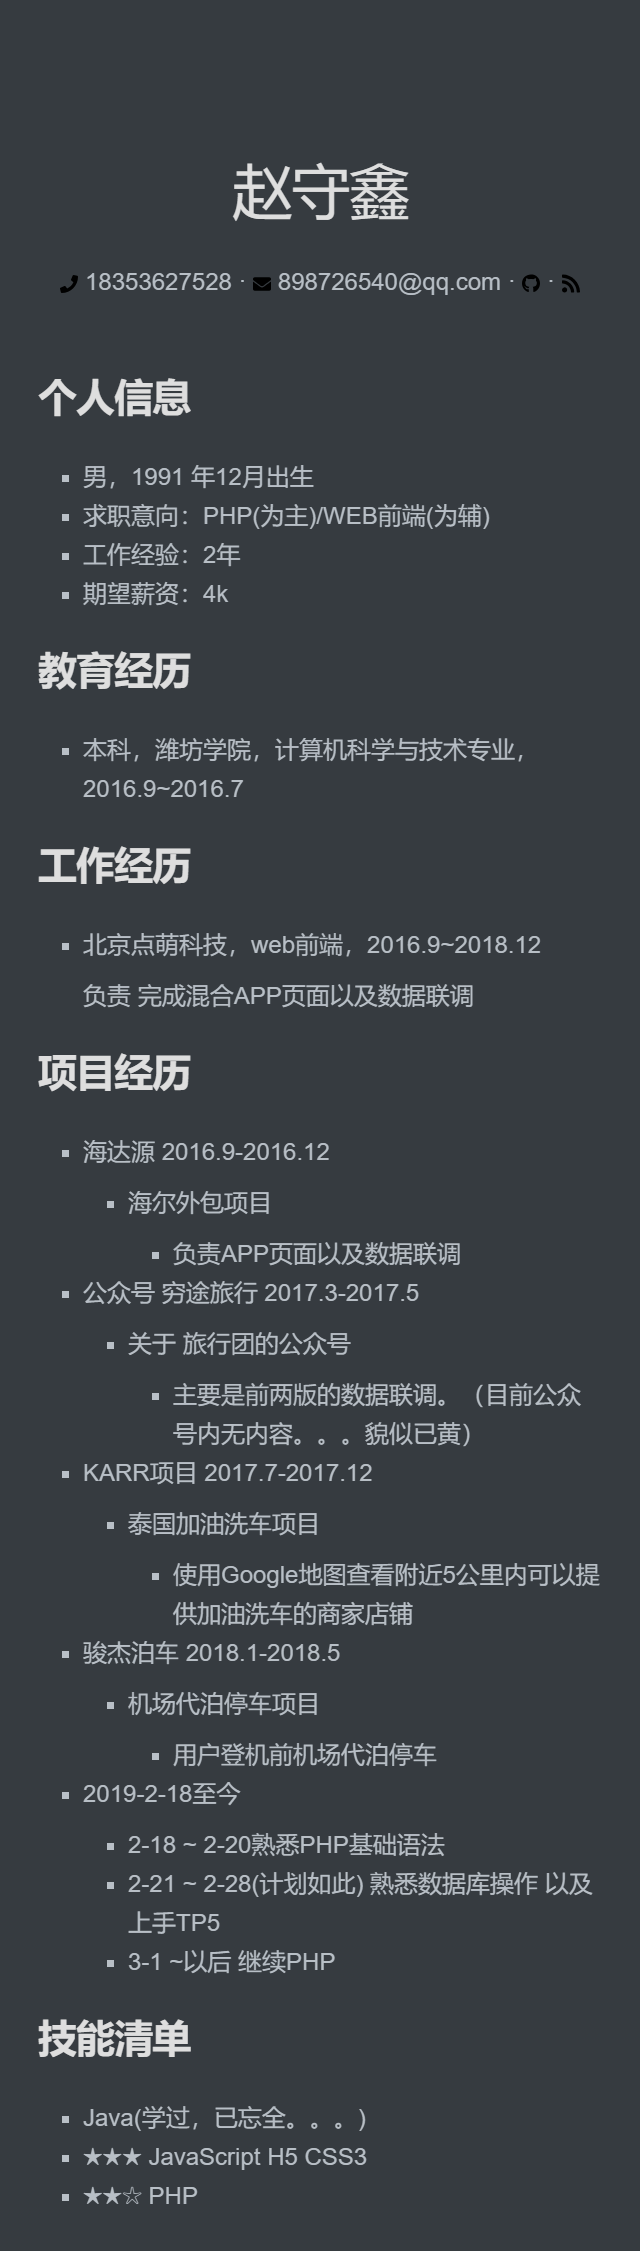 赵守鑫
18353627528 · 898726540@qq.com · ·
个人信息
男，1991 年12月出生
求职意向：PHP(为主)/WEB前端(为辅)
工作经验：2年
期望薪资：4k
教育经历
本科，潍坊学院，计算机科学与技术专业，
2016.9~2016.7
工作经历
北京点萌科技，web前端，2016.9~2018.12
负责 完成混合APP页面以及数据联调
项目经历
海达源 2016.9-2016.12
海尔外包项目
负责APP页面以及数据联调
公众号 穷途旅行 2017.3-2017.5
关于 旅行团的公众号
主要是前两版的数据联调。（目前公众
号内无内容。。。貌似已黄）
KARR项目 2017.7-2017.12
泰国加油洗车项目
使用Google地图查看附近5公里内可以提
供加油洗车的商家店铺
骏杰泊车 2018.1-2018.5
机场代泊停车项目
用户登机前机场代泊停车
2019-2-18至今
2-18 ~ 2-20熟悉PHP基础语法
2-21 ~ 2-28(计划如此) 熟悉数据库操作 以及
上手TP5
3-1 ~以后 继续PHP
技能清单
Java(学过，已忘全。。。)
★★★ JavaScript H5 CSS3
★★☆ PHP